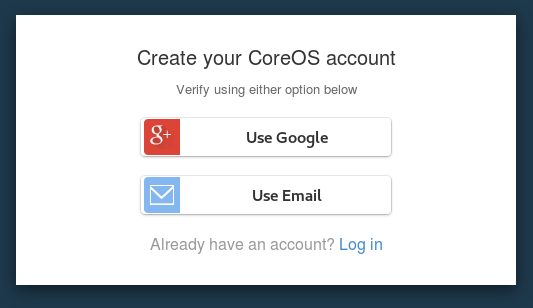 Create your CoreOS account
Verify using either option below
g+ Use Google
Use Email
Already have an account? Log in